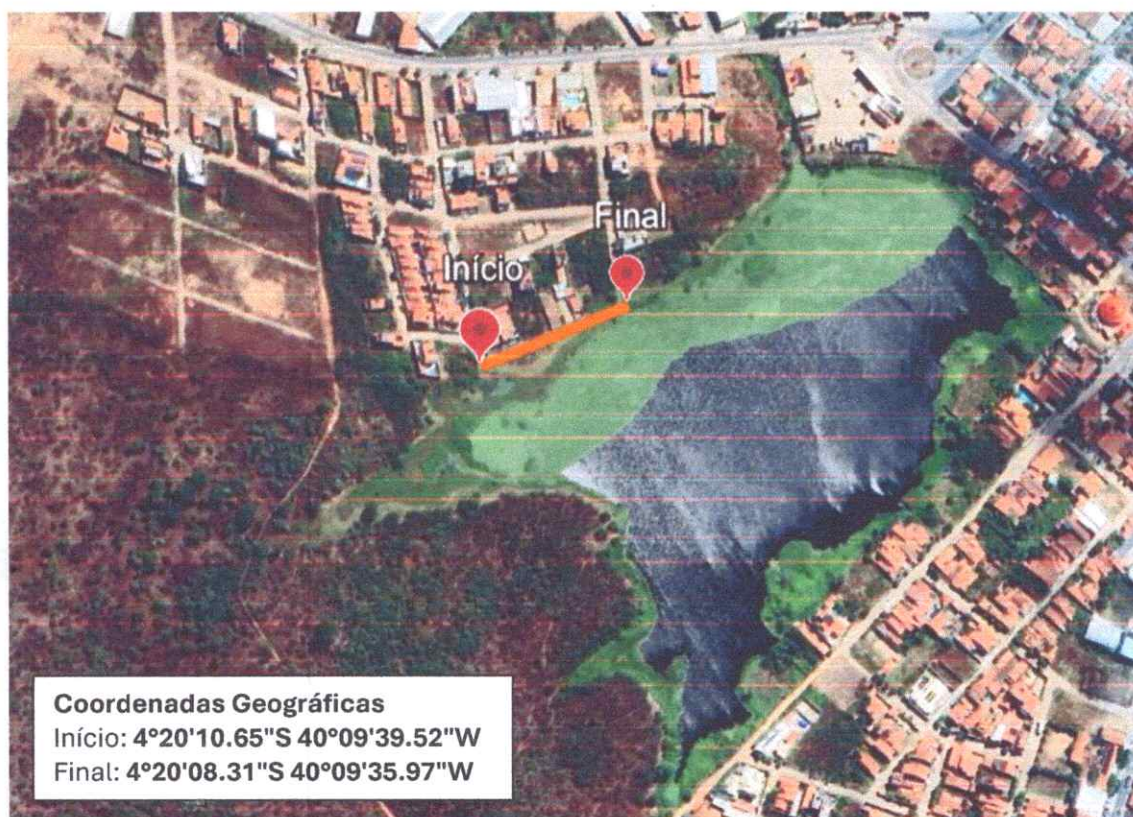 Final
Início
Coordenadas Geográficas
Início: 4°20'10.65"S 40°09'39.52"W
Final: 4°20'08.31"S 40°09'35.97"W